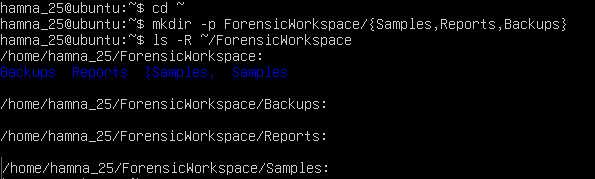 hamna_25@ubuntu:~$ cd ~
hamna_25@ubuntu:~$ mkdir -p ForensicWorkspace/{Samples,Reports,Backups}
hamna_25@ubuntu:~$ ls -R ~/ForensicWorkspace
/home/hamna_25/ForensicWorkspace:
Backups  Reports  {Samples,  Samples
/home/hamna_25/ForensicWorkspace/Backups:
/home/hamna_25/ForensicWorkspace/Reports:
/home/hamna_25/ForensicWorkspace/Samples: